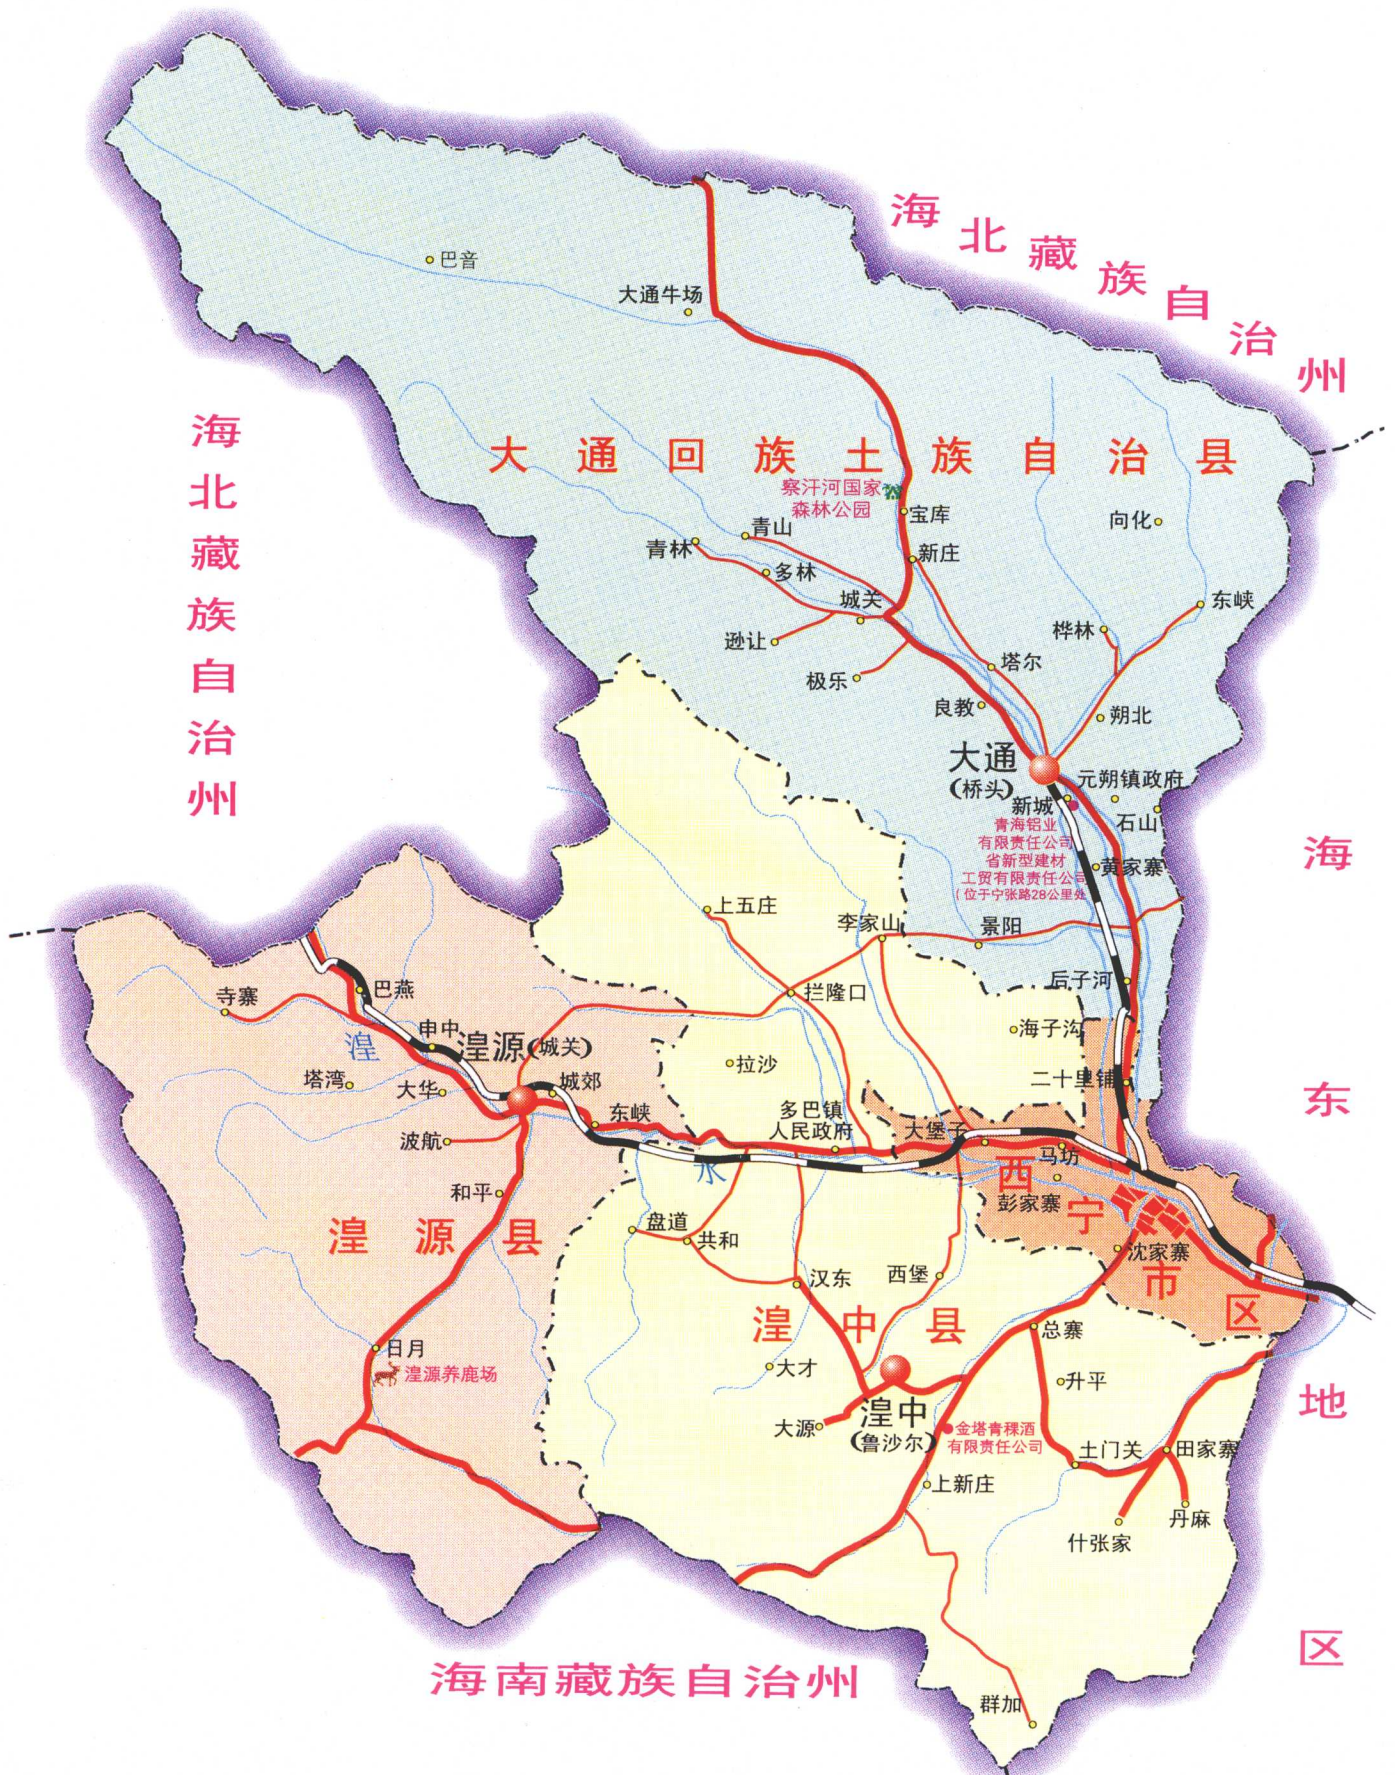 海北藏族自治州
巴音
大通牛场
海北藏族自治州
大通回族土族自治县
察汗河国家
森林公园
宝库
向化
青山
青林
新庄
多林
城关
东峡
桦林
逊让
塔尔
极乐
良教
朔北
大通
(桥头)
元朔镇政府
新城
石山
青海铝业
有限责任公司
省新型建材
工贸有限责任公司
(位于宁张路28公里处
黄家寨
海东地区
上五庄
李家山
景阳
后子河
寺寨
巴燕
拦隆口
海子沟
申中
湟源(城关)
湟
拉沙
塔湾
大华
城郊
二十里铺
东峡
多巴镇
人民政府
大堡子
波航
马坊
水
和平
彭家寨
西宁市区
湟源县
盘道
共和
沈家寨
汉东
西堡
湟中县
总寨
日月
湟源养鹿场
大才
升平
湟中
(鲁沙尔)
大源
金塔青稞酒
有限责任公司
土门关
田家寨
上新庄
丹麻
什张家
海南藏族自治州
群加